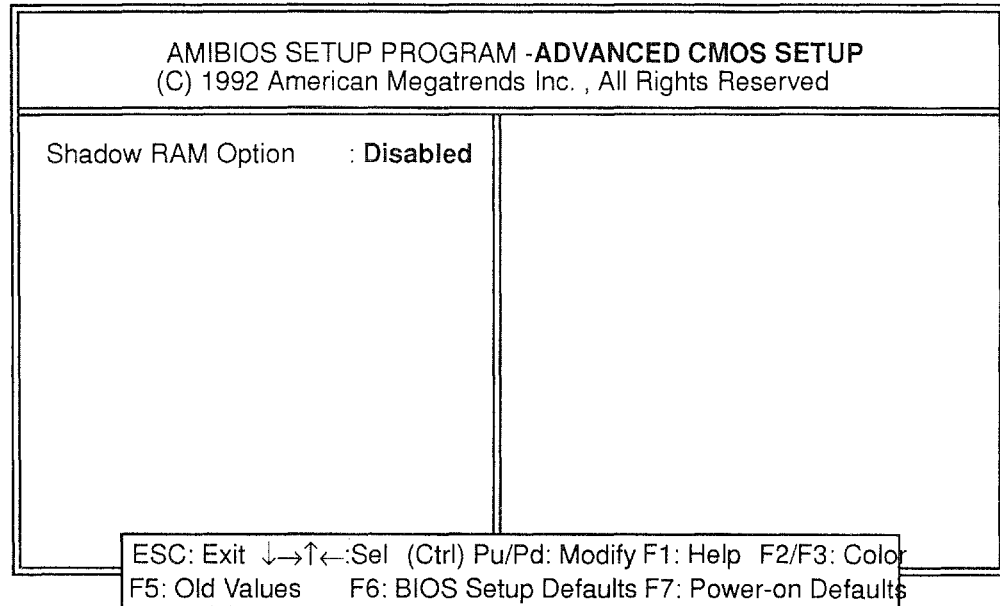 AMIBIOS SETUP PROGRAM -ADVANCED CMOS SETUP
(C) 1992 American Megatrends Inc. , All Rights Reserved
Shadow RAM Option : Disabled
ESC: Exit ↓→↑←:Sel (Ctrl) Pu/Pd: Modify F1: Help F2/F3: Color
F5: Old Values F6: BIOS Setup Defaults F7: Power-on Defaults